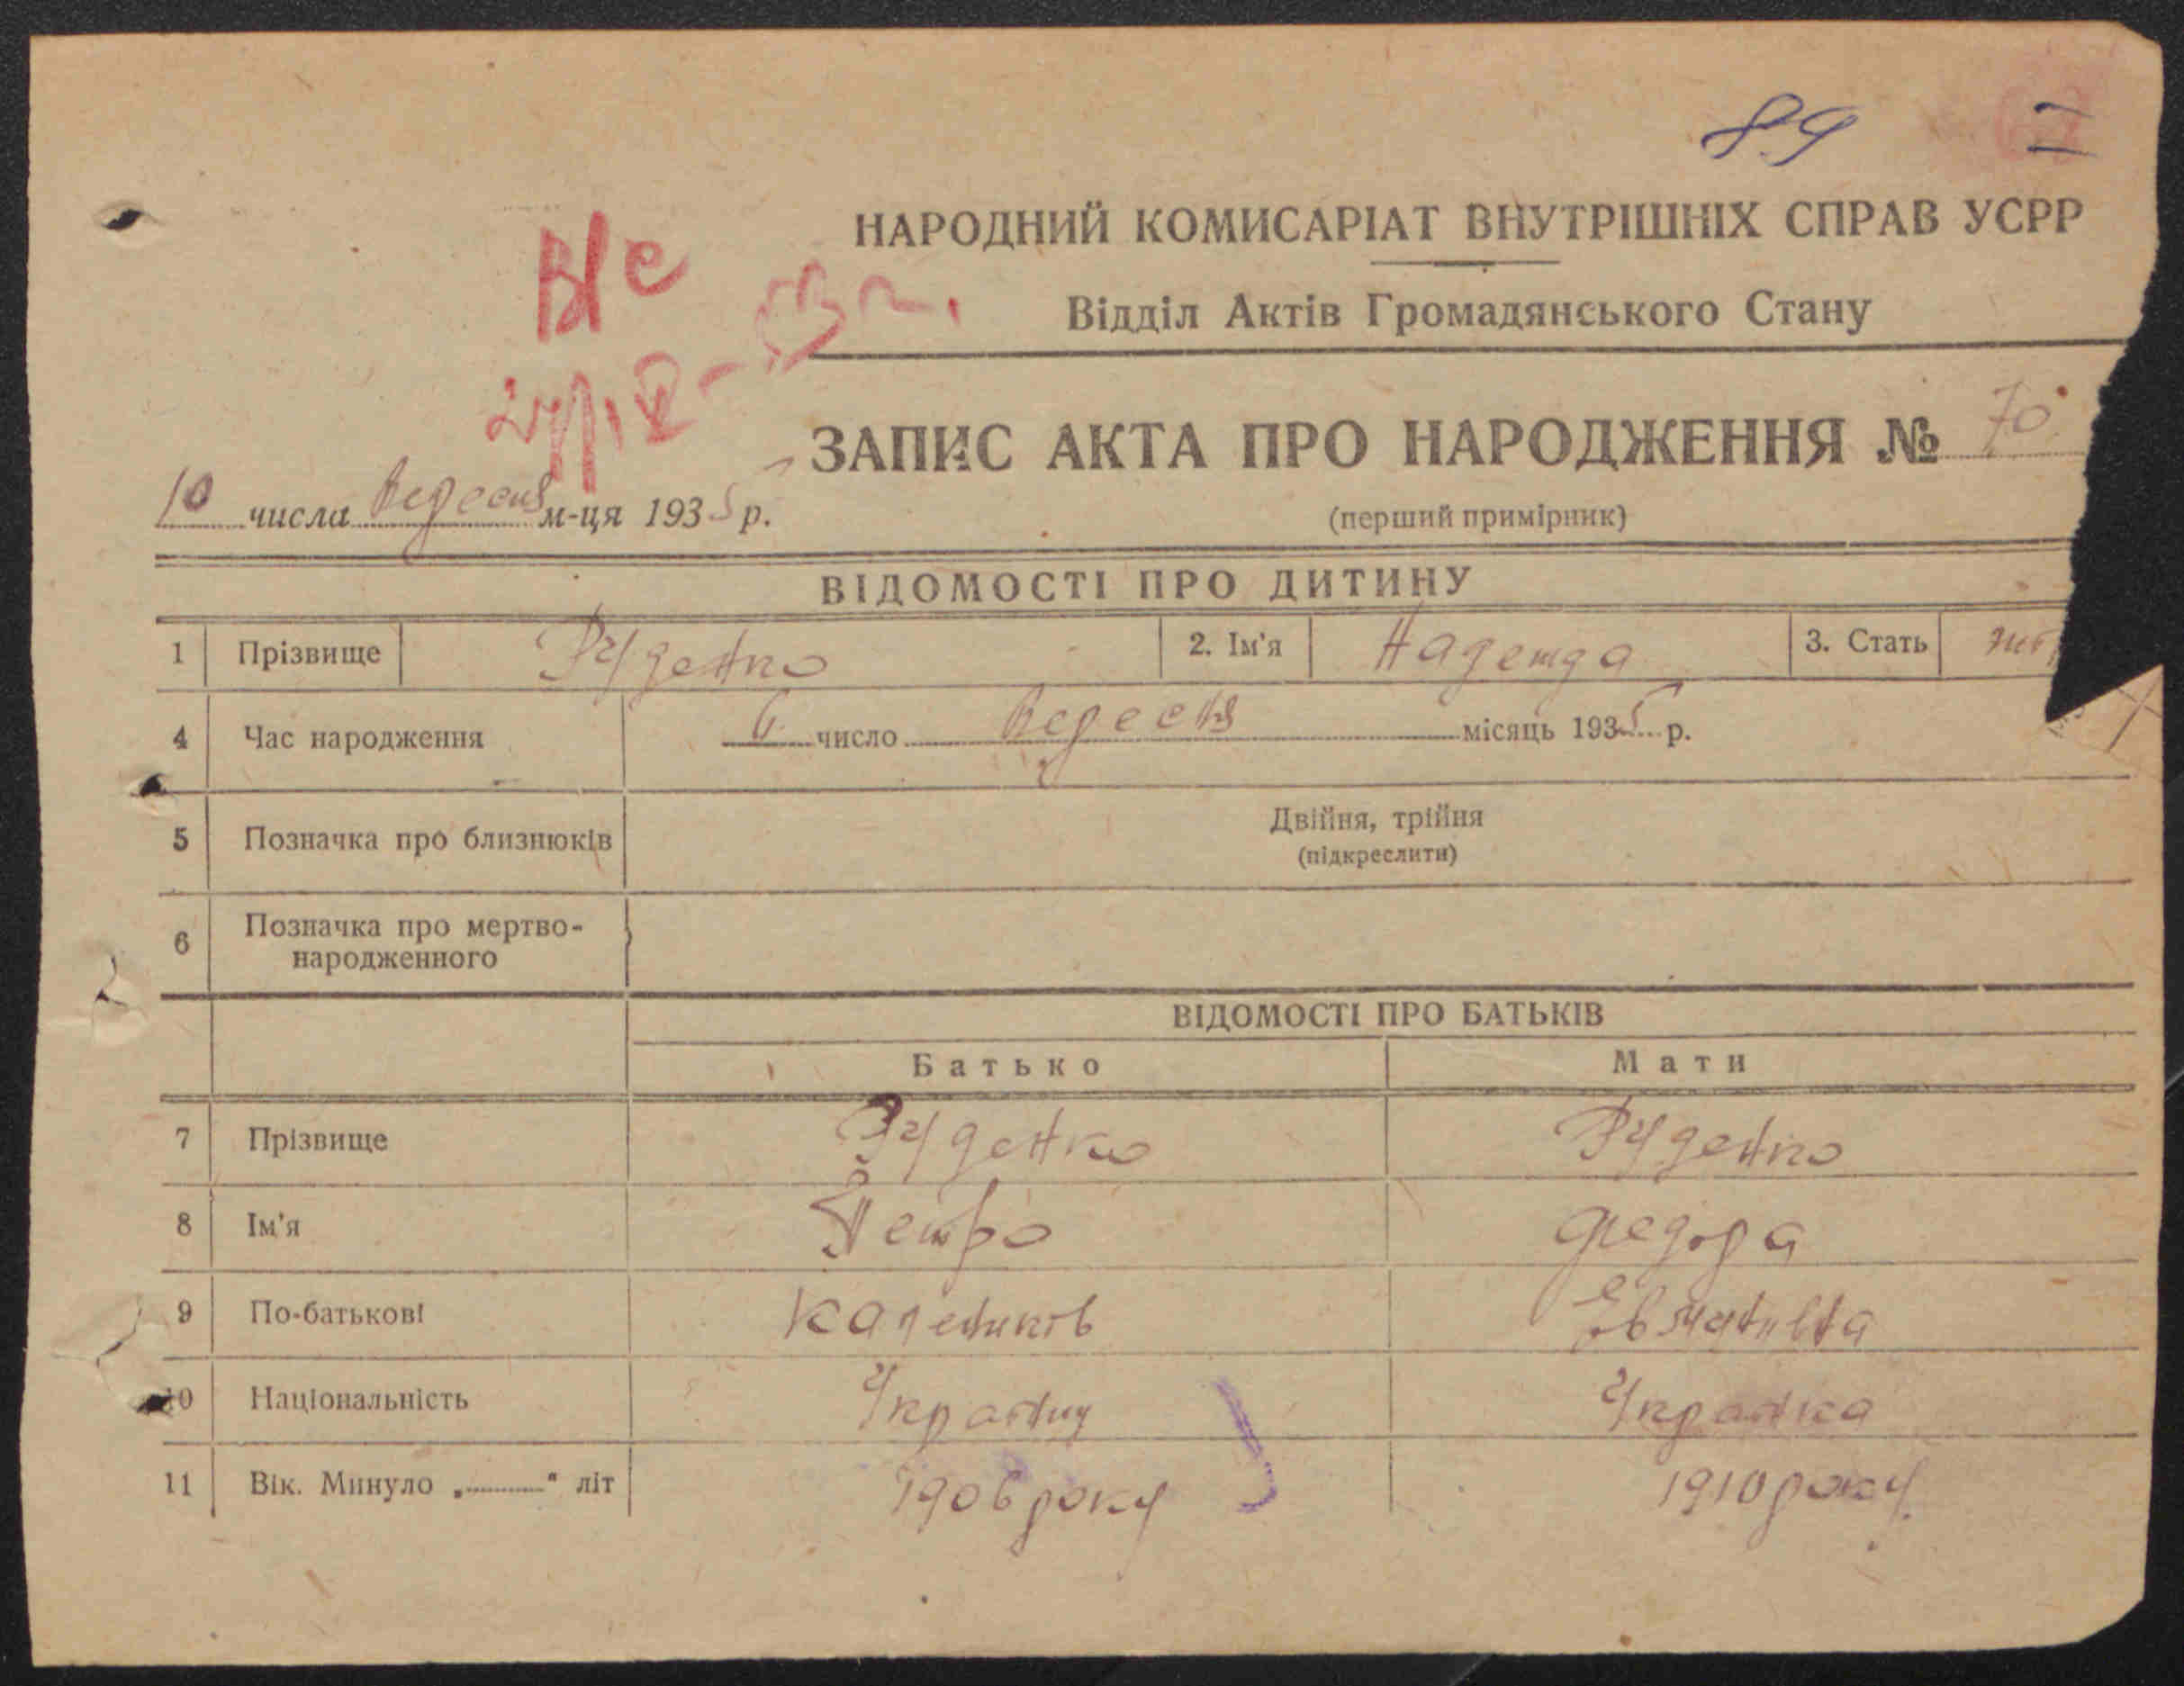 89 I
НАРОДНИЙ КОМИСАРІАТ ВНУТРІШНІХ СПРАВ УСРР
В/с
Відділ Актів Громадянського Стану
ЗАПИС АКТА ПРО НАРОДЖЕННЯ № 70
10 числа Вересня м-ця 1935 р.
(перший примірник)
ВІДОМОСТІ ПРО ДИТИНУ
1 Прізвище Руденко 2. Ім'я Надежда 3. Стать
4 Час народження 6 число Вересня місяць 1935 р.
5 Позначка про близнюків Двійня, трійня
(підкреслити)
6 Позначка про мертво-
народженного
ВІДОМОСТІ ПРО БАТЬКІВ
Батько Мати
7 Прізвище Руденко Руденко
8 Ім'я Петро Федора
9 По-батькові Калеников
10 Національність Українц Українка
11 Вік. Минуло „ “ літ 1906 року 1910 року